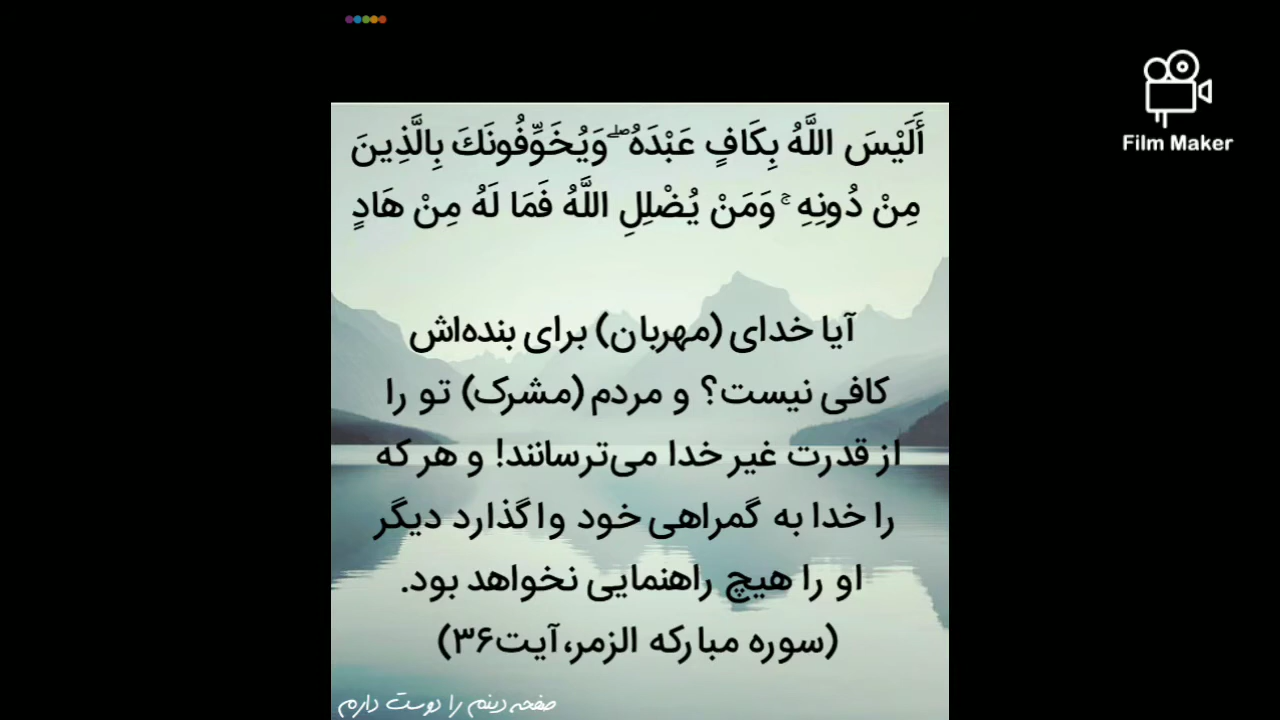 Film Maker
أَلَيْسَ اللَّهُ بِكَافٍ عَبْدَهُ ۖ وَيُخَوِّفُونَكَ بِالَّذِينَ
مِنْ دُونِهِ ۚ وَمَنْ يُضْلِلِ اللَّهُ فَمَا لَهُ مِنْ هَادٍ
آیا خدای (مهربان) برای بنده‌اش
کافی نیست؟ و مردم (مشرک) تو را
از قدرت غیر خدا می‌ترسانند! و هر که
را خدا به گمراهی خود واگذارد دیگر
او را هیچ راهنمایی نخواهد بود.
(سوره مبارکه الزمر،آیت۳۶)
صفحه دینم را دوست دارم